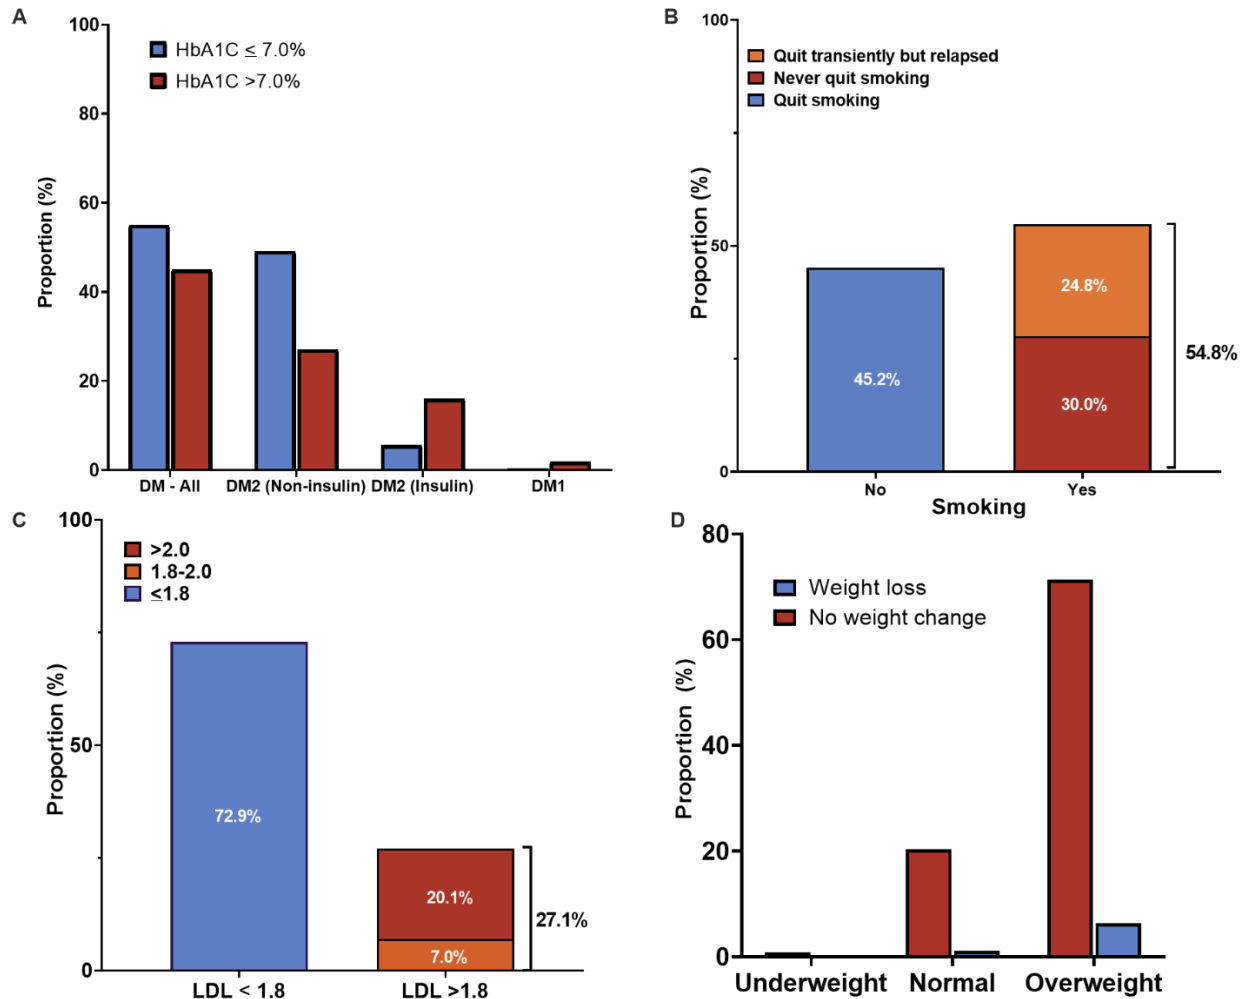 A
100
80
60
40
20
0
Proportion (%)
HbA1C ≤ 7.0%
HbA1C >7.0%
DM - All
DM2 (Non-insulin)
DM2 (Insulin)
DM1
B
100
50
0
Proportion (%)
Quit transiently but relapsed
Never quit smoking
Quit smoking
45.2%
24.8%
30.0%
54.8%
No
Yes
Smoking
C
100
50
0
Proportion (%)
>2.0
1.8-2.0
≤1.8
72.9%
20.1%
7.0%
27.1%
LDL < 1.8
LDL >1.8
D
80
60
40
20
0
Proportion (%)
Weight loss
No weight change
Underweight
Normal
Overweight